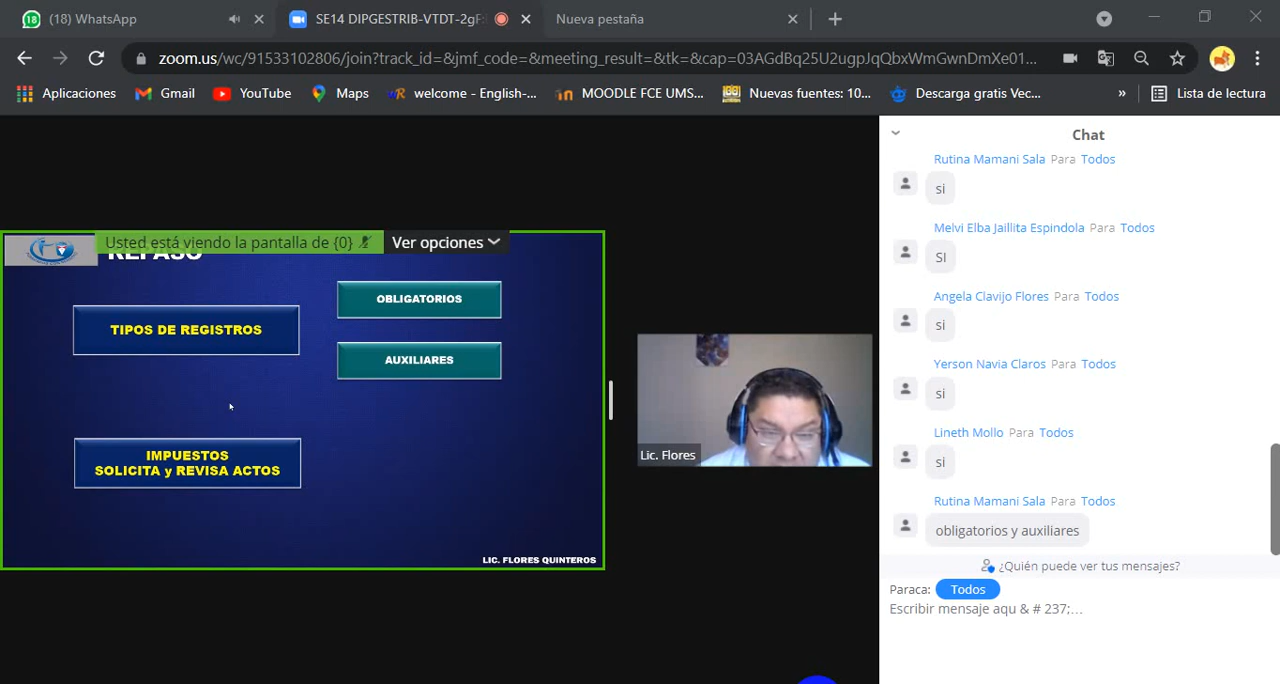 (18) WhatsApp
SE14 DIPGESTRIB-VTDT-2gF
Nueva pestaña
zoom.us/wc/91533102806/join?track_id=&jmf_code=&meeting_result=&tk=&cap=03AGdBq25U2ugpJqQbxWmGwnDmXe01...
Aplicaciones
Gmail
YouTube
Maps
welcome - English-...
MOODLE FCE UMS...
Nuevas fuentes: 10...
Descarga gratis Vec...
»
Lista de lectura
Usted está viendo la pantalla de {0}
Ver opciones
REPASO
TIPOS DE REGISTROS
OBLIGATORIOS
AUXILIARES
IMPUESTOS
SOLICITA y REVISA ACTOS
LIC. FLORES QUINTEROS
Lic. Flores
Chat
Rutina Mamani Sala Para Todos
si
Melvi Elba Jaillita Espindola Para Todos
SI
Angela Clavijo Flores Para Todos
si
Yerson Navia Claros Para Todos
si
Lineth Mollo Para Todos
si
Rutina Mamani Sala Para Todos
obligatorios y auxiliares
¿Quién puede ver tus mensajes?
Paraca: Todos
Escribir mensaje aqu & # 237;...